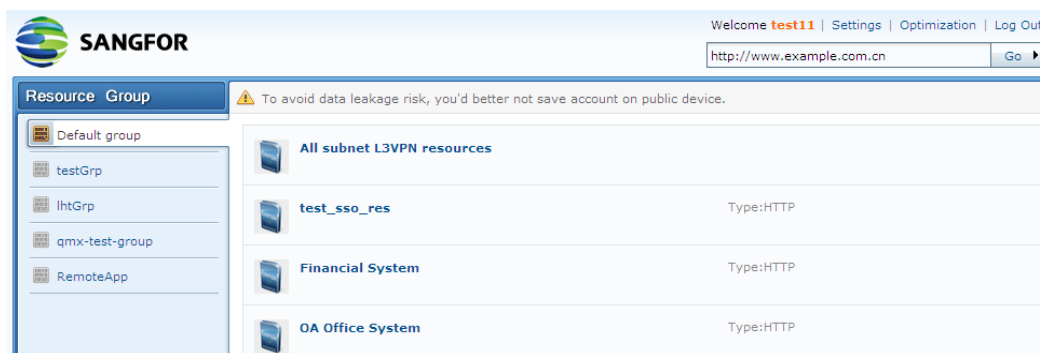 SANGFOR
Welcome test11 | Settings | Optimization | Log Out
http://www.example.com.cn Go
Resource Group
To avoid data leakage risk, you'd better not save account on public device.
Default group
testGrp
lhtGrp
qmx-test-group
RemoteApp
All subnet L3VPN resources
test_sso_res Type:HTTP
Financial System Type:HTTP
OA Office System Type:HTTP